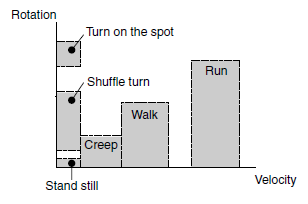 Rotation
Turn on the spot
Run
Shuffle turn
Walk
Creep
Stand still
Velocity